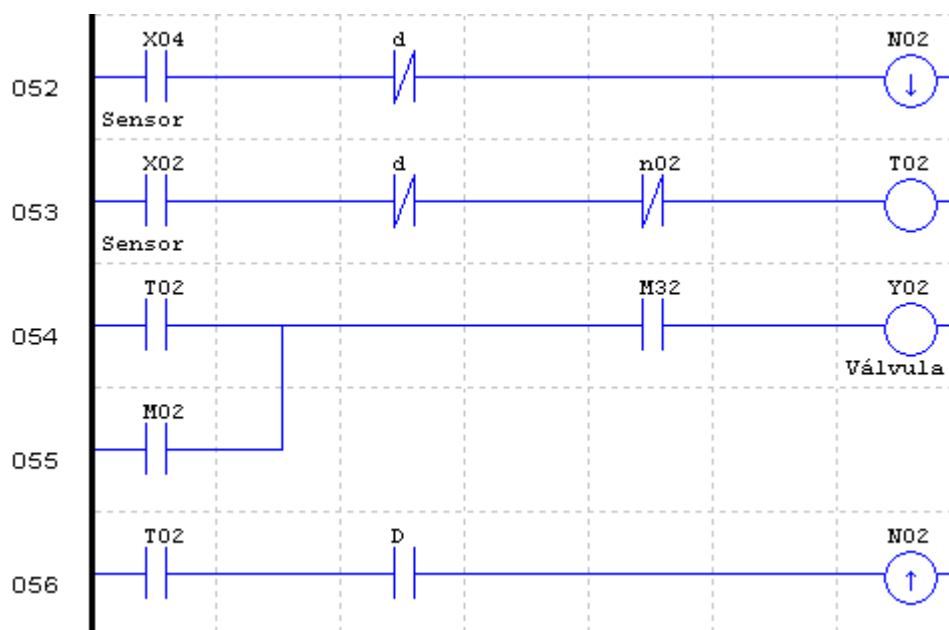 X04 d N02
052 ↓
Sensor
X02 d n02 T02
053
Sensor
T02 M32 Y02
054
Válvula
M02
055
T02 D N02
056 ↑